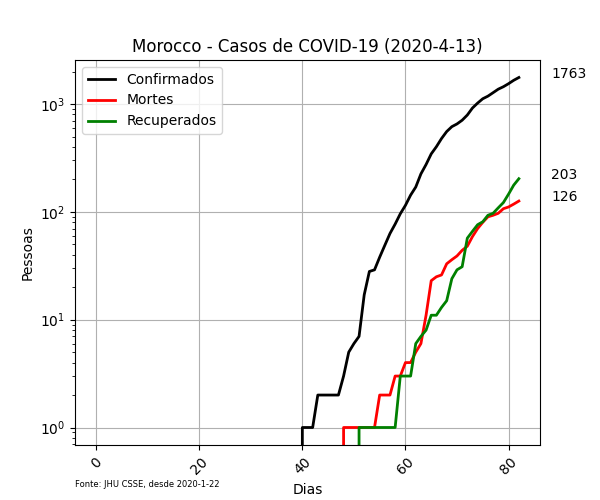 Morocco - Casos de COVID-19 (2020-4-13)
Confirmados
Mortes
Recuperados
1763
203
126
10³
10²
10¹
10⁰
Pessoas
0 20 40 60 80
Dias
Fonte: JHU CSSE, desde 2020-1-22